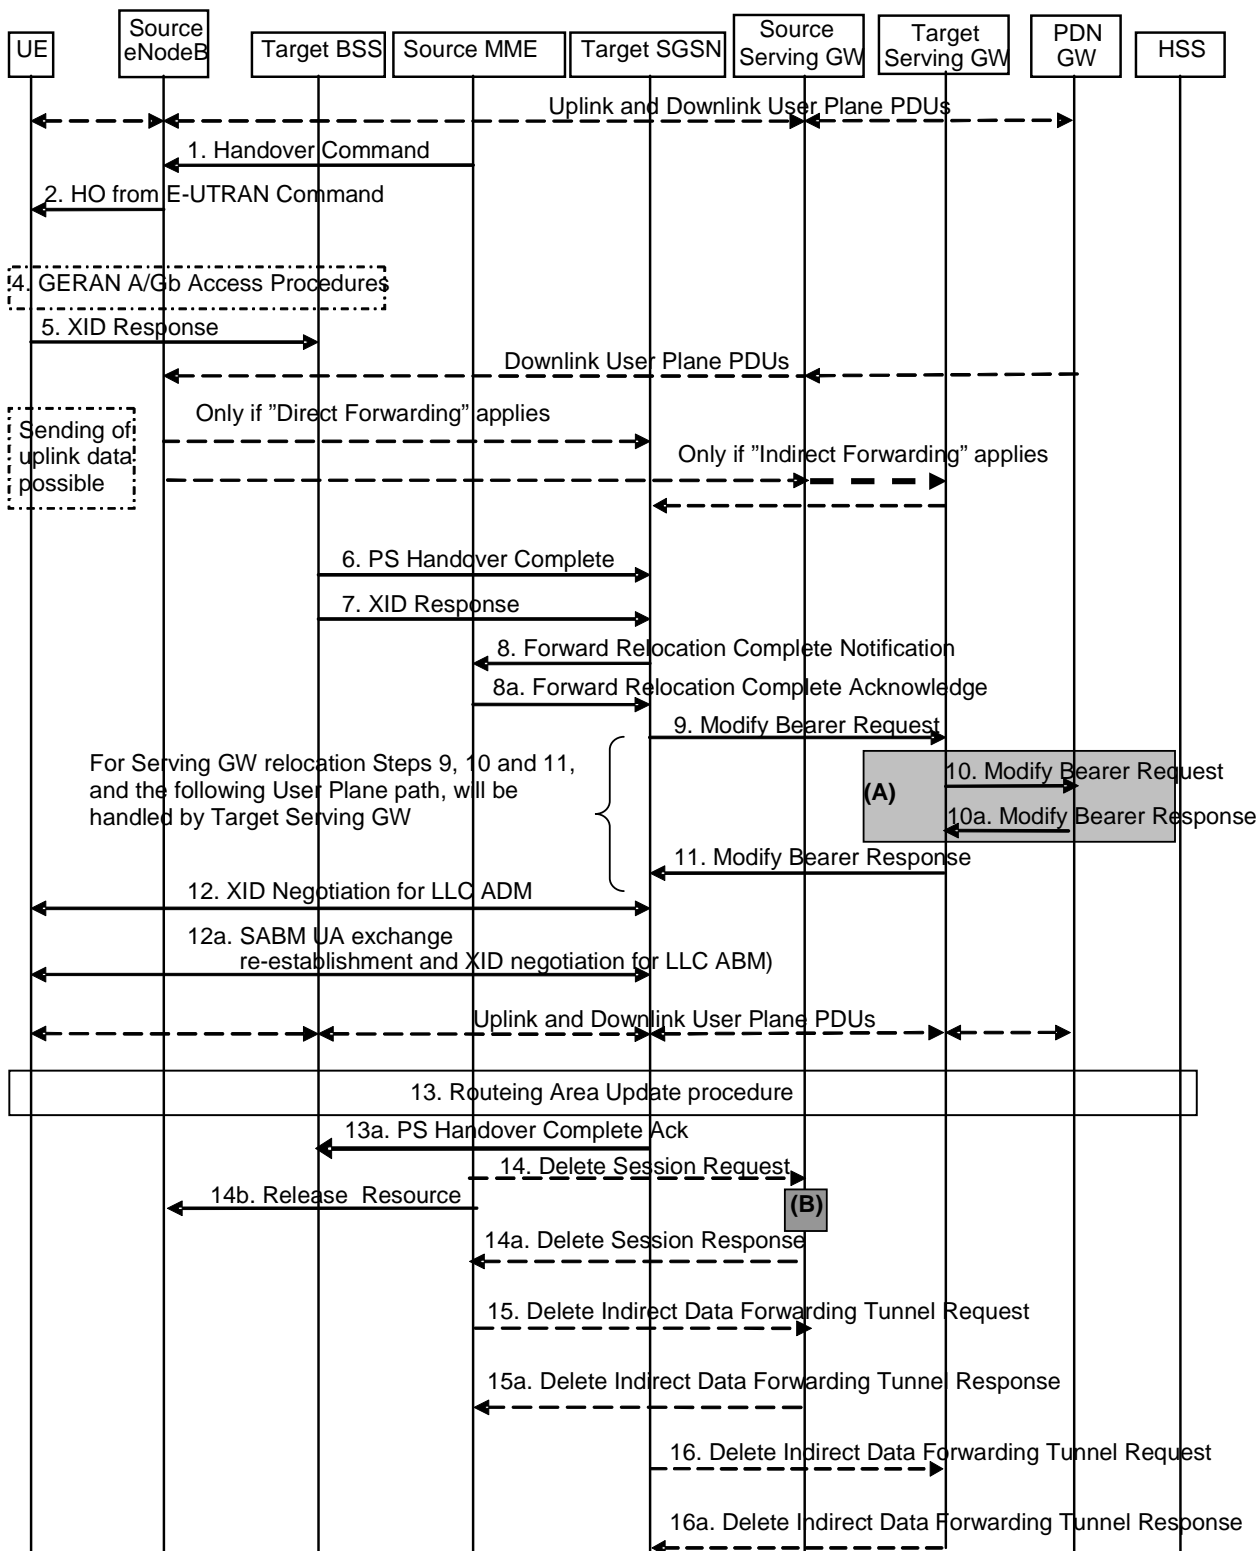 UE
Source
eNodeB
Target BSS
Source MME
Target SGSN
Source
Serving GW
Target
Serving GW
PDN
GW
HSS
Uplink and Downlink User Plane PDUs
1. Handover Command
2. HO from E-UTRAN Command
4. GERAN A/Gb Access Procedures
5. XID Response
Downlink User Plane PDUs
Sending of
uplink data
possible
Only if "Direct Forwarding" applies
Only if "Indirect Forwarding" applies
6. PS Handover Complete
7. XID Response
8. Forward Relocation Complete Notification
8a. Forward Relocation Complete Acknowledge
9. Modify Bearer Request
For Serving GW relocation Steps 9, 10 and 11,
and the following User Plane path, will be
handled by Target Serving GW
(A)
10. Modify Bearer Request
10a. Modify Bearer Response
11. Modify Bearer Response
12. XID Negotiation for LLC ADM
12a. SABM UA exchange
re-establishment and XID negotiation for LLC ABM)
Uplink and Downlink User Plane PDUs
13. Routeing Area Update procedure
13a. PS Handover Complete Ack
14. Delete Session Request
14b. Release Resource
(B)
14a. Delete Session Response
15. Delete Indirect Data Forwarding Tunnel Request
15a. Delete Indirect Data Forwarding Tunnel Response
16. Delete Indirect Data Forwarding Tunnel Request
16a. Delete Indirect Data Forwarding Tunnel Response